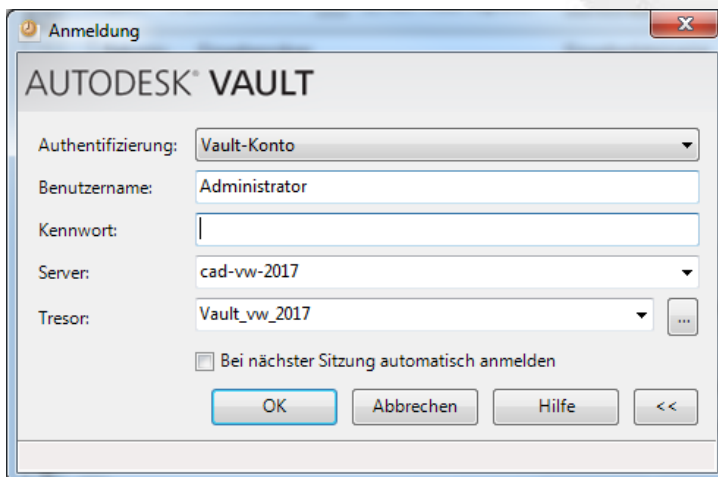 Anmeldung
AUTODESK® VAULT
Authentifizierung: Vault-Konto
Benutzername: Administrator
Kennwort:
Server: cad-vw-2017
Tresor: Vault_vw_2017 ...
Bei nächster Sitzung automatisch anmelden
OK Abbrechen Hilfe <<